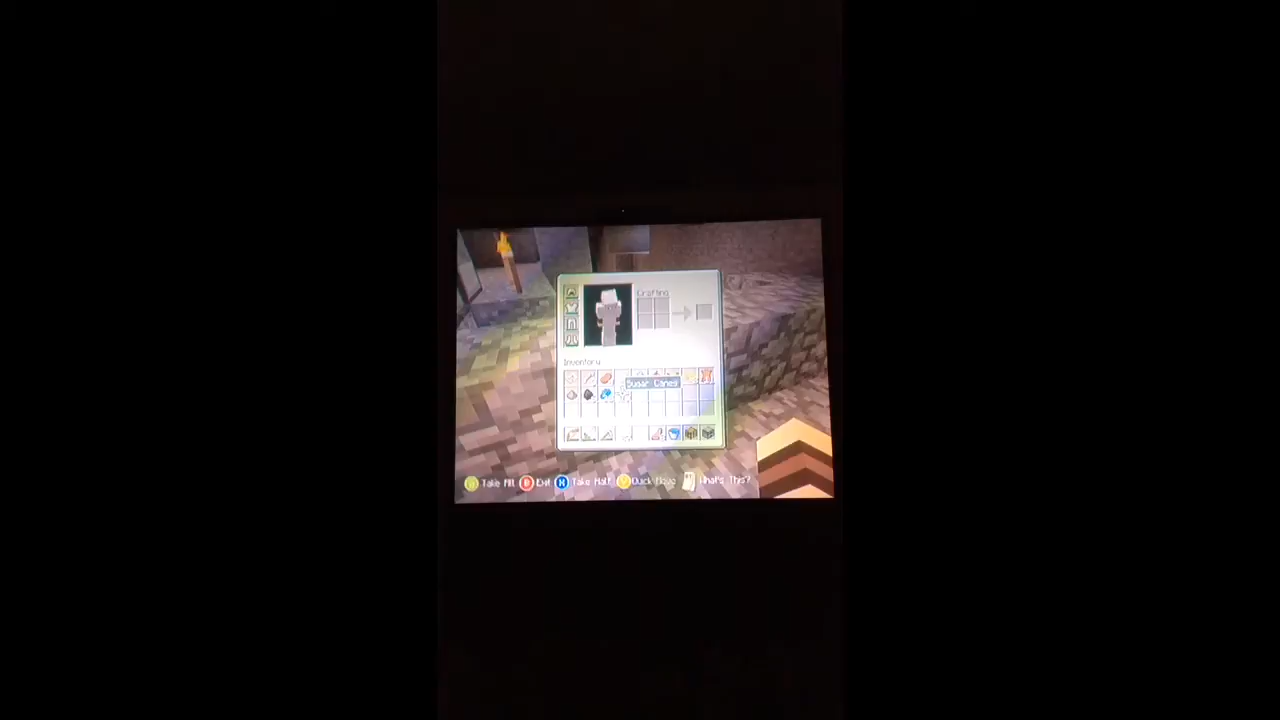 Crafting
Inventory
Sugar Canes
A Take All B Exit X Take Half Y Quick Move What's This?